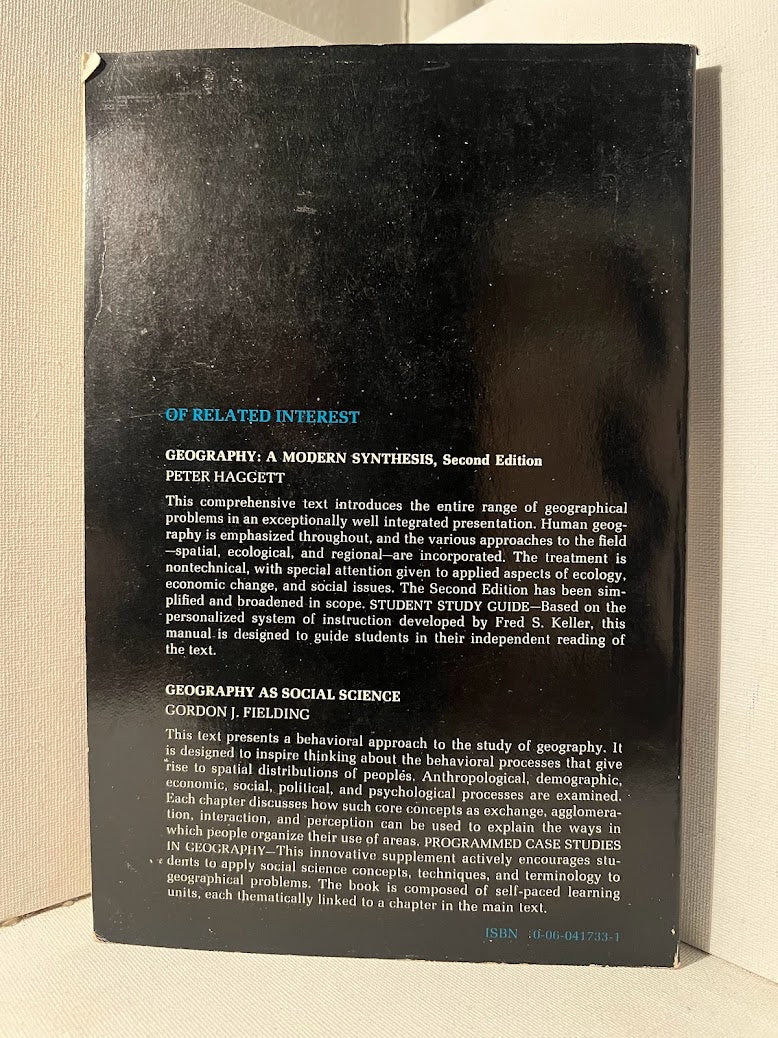 OF RELATED INTEREST
GEOGRAPHY: A MODERN SYNTHESIS, Second Edition
PETER HAGGETT
This comprehensive text introduces the entire range of geographical
problems in an exceptionally well integrated presentation. Human geog-
raphy is emphasized throughout, and the various approaches to the field
—spatial, ecological, and regional—are incorporated. The treatment is
nontechnical, with special attention given to applied aspects of ecology,
economic change, and social issues. The Second Edition has been sim-
plified and broadened in scope. STUDENT STUDY GUIDE—Based on the
personalized system of instruction developed by Fred S. Keller, this
manual is designed to guide students in their independent reading of
the text.
GEOGRAPHY AS SOCIAL SCIENCE
GORDON J. FIELDING
This text presents a behavioral approach to the study of geography. It
is designed to inspire thinking about the behavioral processes that give
rise to spatial distributions of peoples. Anthropological, demographic,
economic, social, political, and psychological processes are examined.
Each chapter discusses how such core concepts as exchange, agglomera-
tion, interaction, and perception can be used to explain the ways in
which people organize their use of areas. PROGRAMMED CASE STUDIES
IN GEOGRAPHY—This innovative supplement actively encourages stu-
dents to apply social science concepts, techniques, and terminology to
geographical problems. The book is composed of self-paced learning
units, each thematically linked to a chapter in the main text.
ISBN : 0-06-041733-1